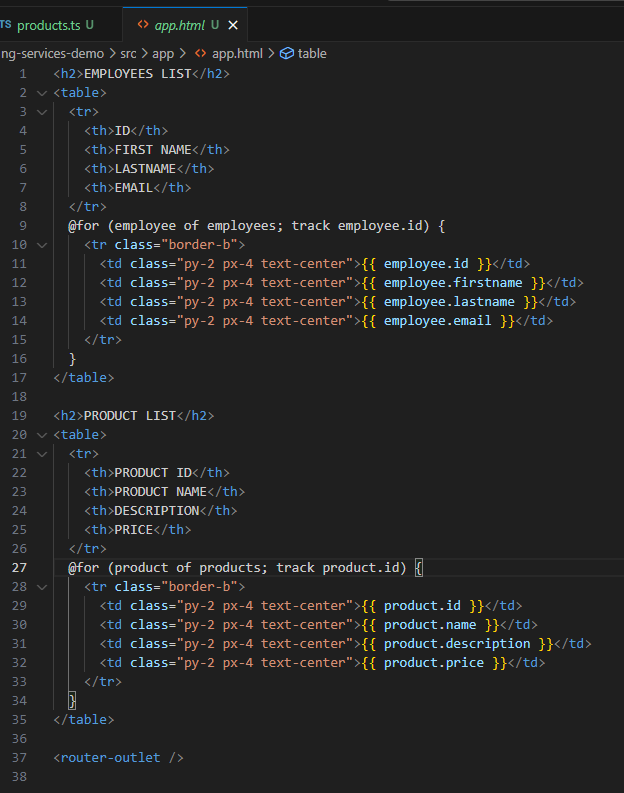 TS products.ts U <> app.html U ×
ng-services-demo > src > app > <> app.html > table
1 <h2>EMPLOYEES LIST</h2>
2 <table>
3 <tr>
4 <th>ID</th>
5 <th>FIRST NAME</th>
6 <th>LASTNAME</th>
7 <th>EMAIL</th>
8 </tr>
9 @for (employee of employees; track employee.id) {
10 <tr class="border-b">
11 <td class="py-2 px-4 text-center">{{ employee.id }}</td>
12 <td class="py-2 px-4 text-center">{{ employee.firstname }}</td>
13 <td class="py-2 px-4 text-center">{{ employee.lastname }}</td>
14 <td class="py-2 px-4 text-center">{{ employee.email }}</td>
15 </tr>
16 }
17 </table>
18
19 <h2>PRODUCT LIST</h2>
20 <table>
21 <tr>
22 <th>PRODUCT ID</th>
23 <th>PRODUCT NAME</th>
24 <th>DESCRIPTION</th>
25 <th>PRICE</th>
26 </tr>
27 @for (product of products; track product.id) {
28 <tr class="border-b">
29 <td class="py-2 px-4 text-center">{{ product.id }}</td>
30 <td class="py-2 px-4 text-center">{{ product.name }}</td>
31 <td class="py-2 px-4 text-center">{{ product.description }}</td>
32 <td class="py-2 px-4 text-center">{{ product.price }}</td>
33 </tr>
34 }
35 </table>
36
37 <router-outlet />
38